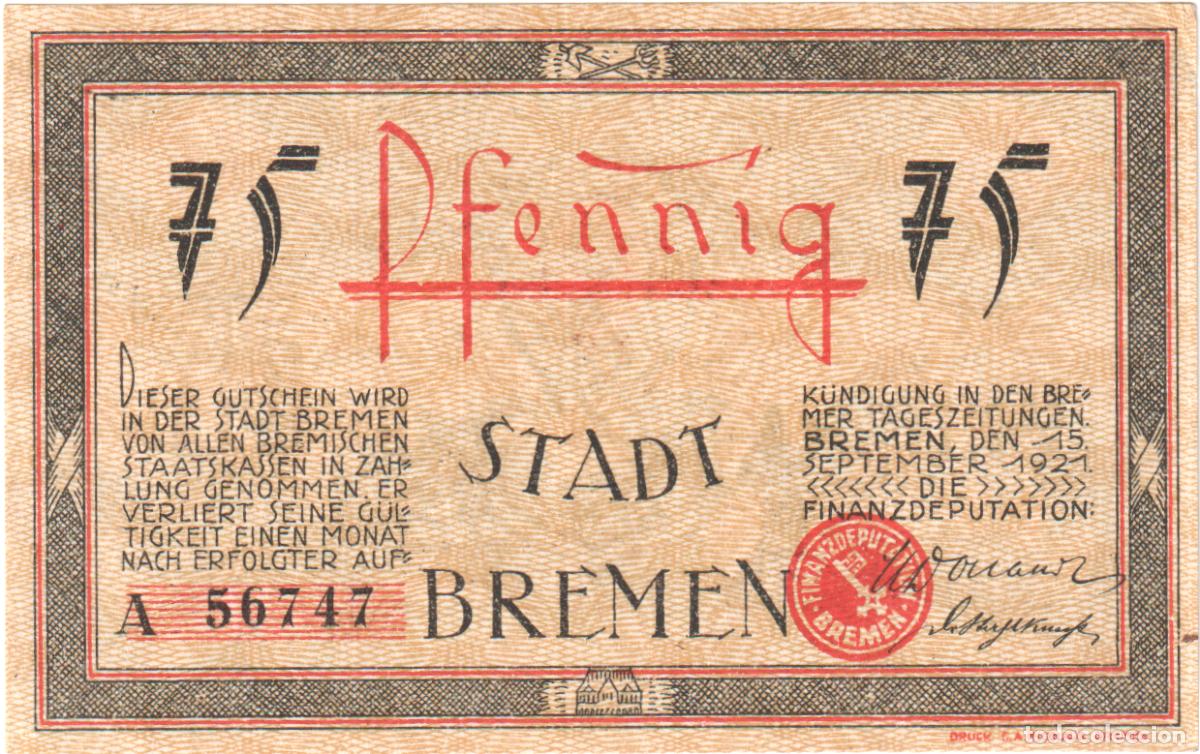 75 Pfennig 75
DIESER GUTSCHEIN WIRD
IN DER STADT BREMEN
VON ALLEN BREMISCHEN
STAATSKASSEN IN ZAH=
LUNG GENOMMEN. ER
VERLIERT SEINE GÜL=
TIGKEIT EINEN MONAT
NACH ERFOLGTER AUF=
A 56747
STADT
BREMEN
KÜNDIGUNG IN DEN BRE=
MER TAGESZEITUNGEN.
BREMEN, DEN 15.
SEPTEMBER 1921.
<<<<<< DIE >>>>>>>
FINANZDEPUTATION:
BREMEN
DRUCK
todocoleccion